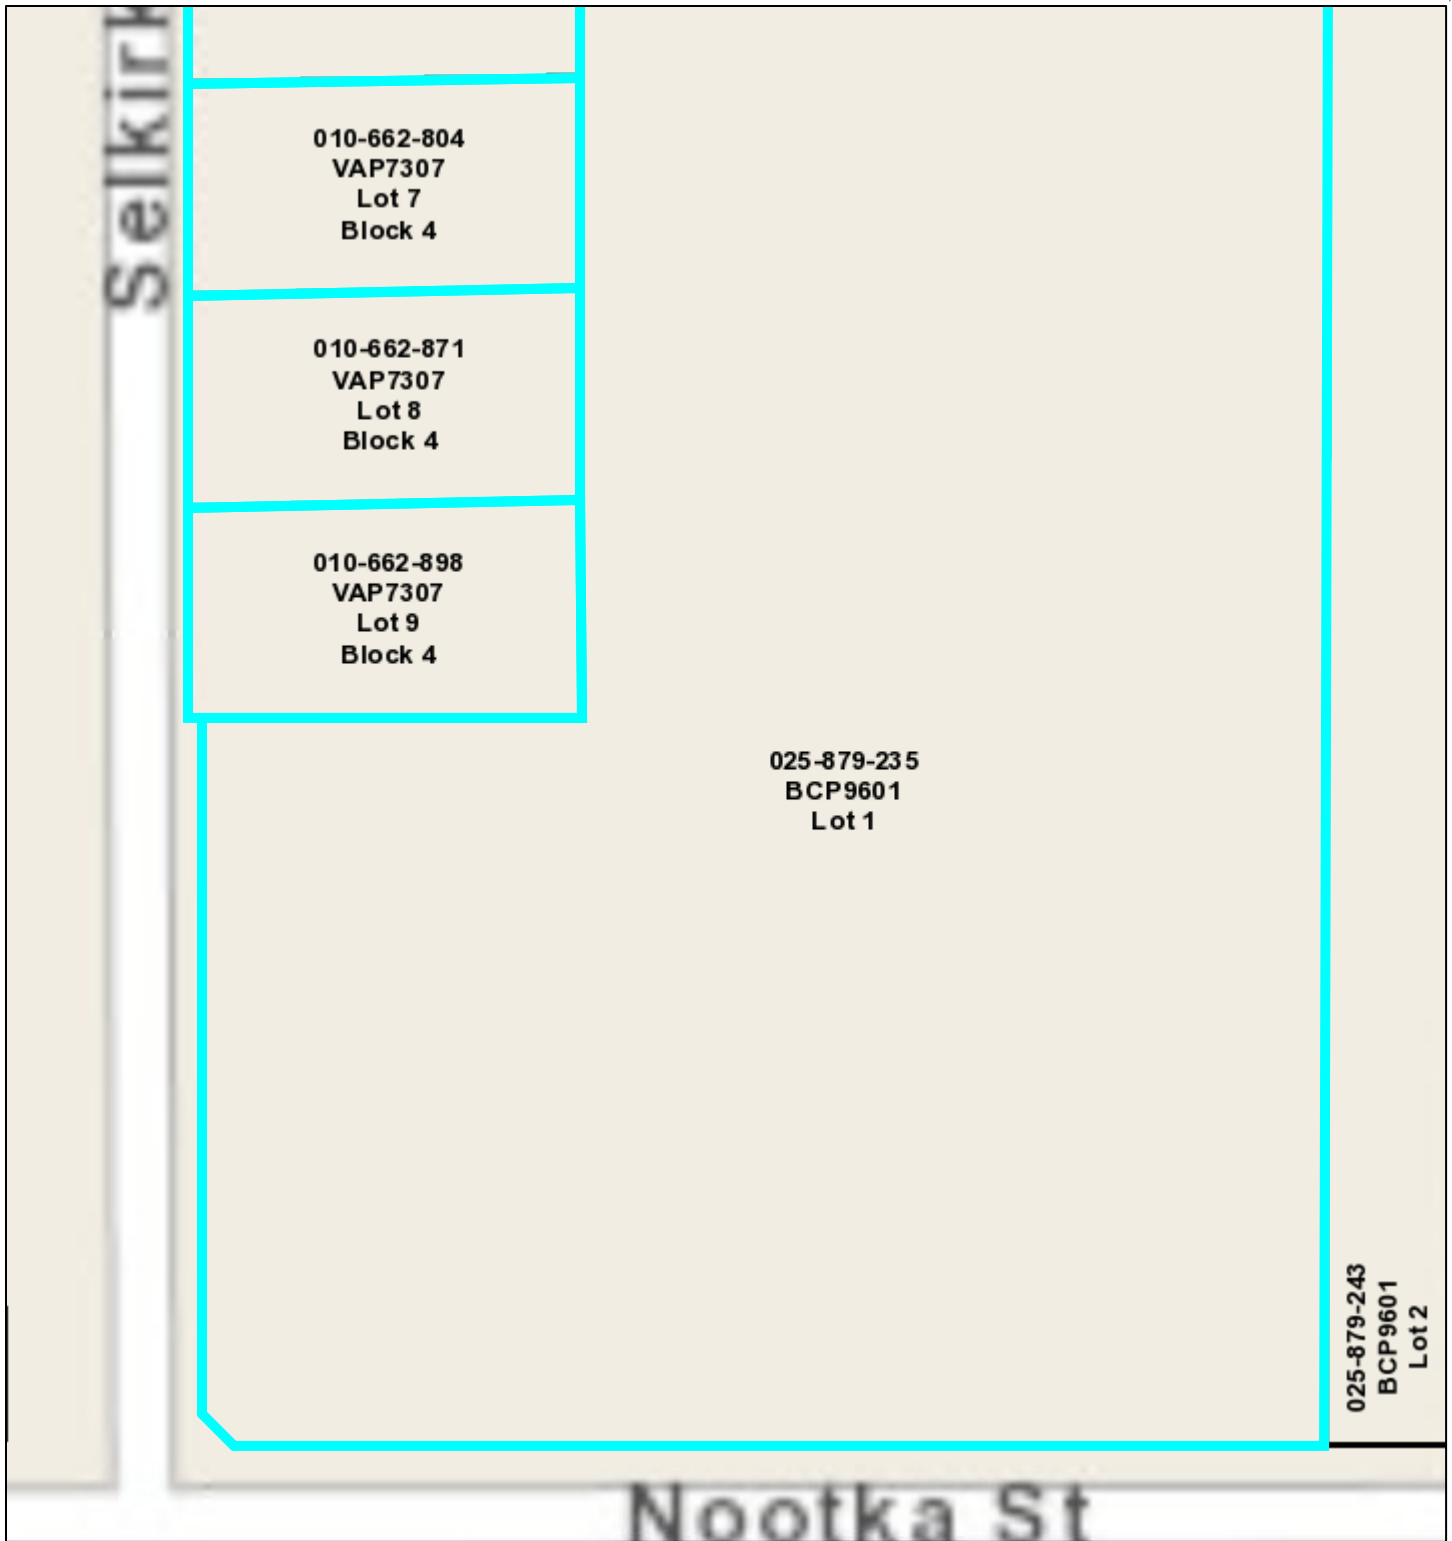 Selkirk
010-662-804
VAP7307
Lot 7
Block 4
010-662-871
VAP7307
Lot 8
Block 4
010-662-898
VAP7307
Lot 9
Block 4
025-879-235
BCP9601
Lot 1
025-879-243
BCP9601
Lot 2
Nootka St